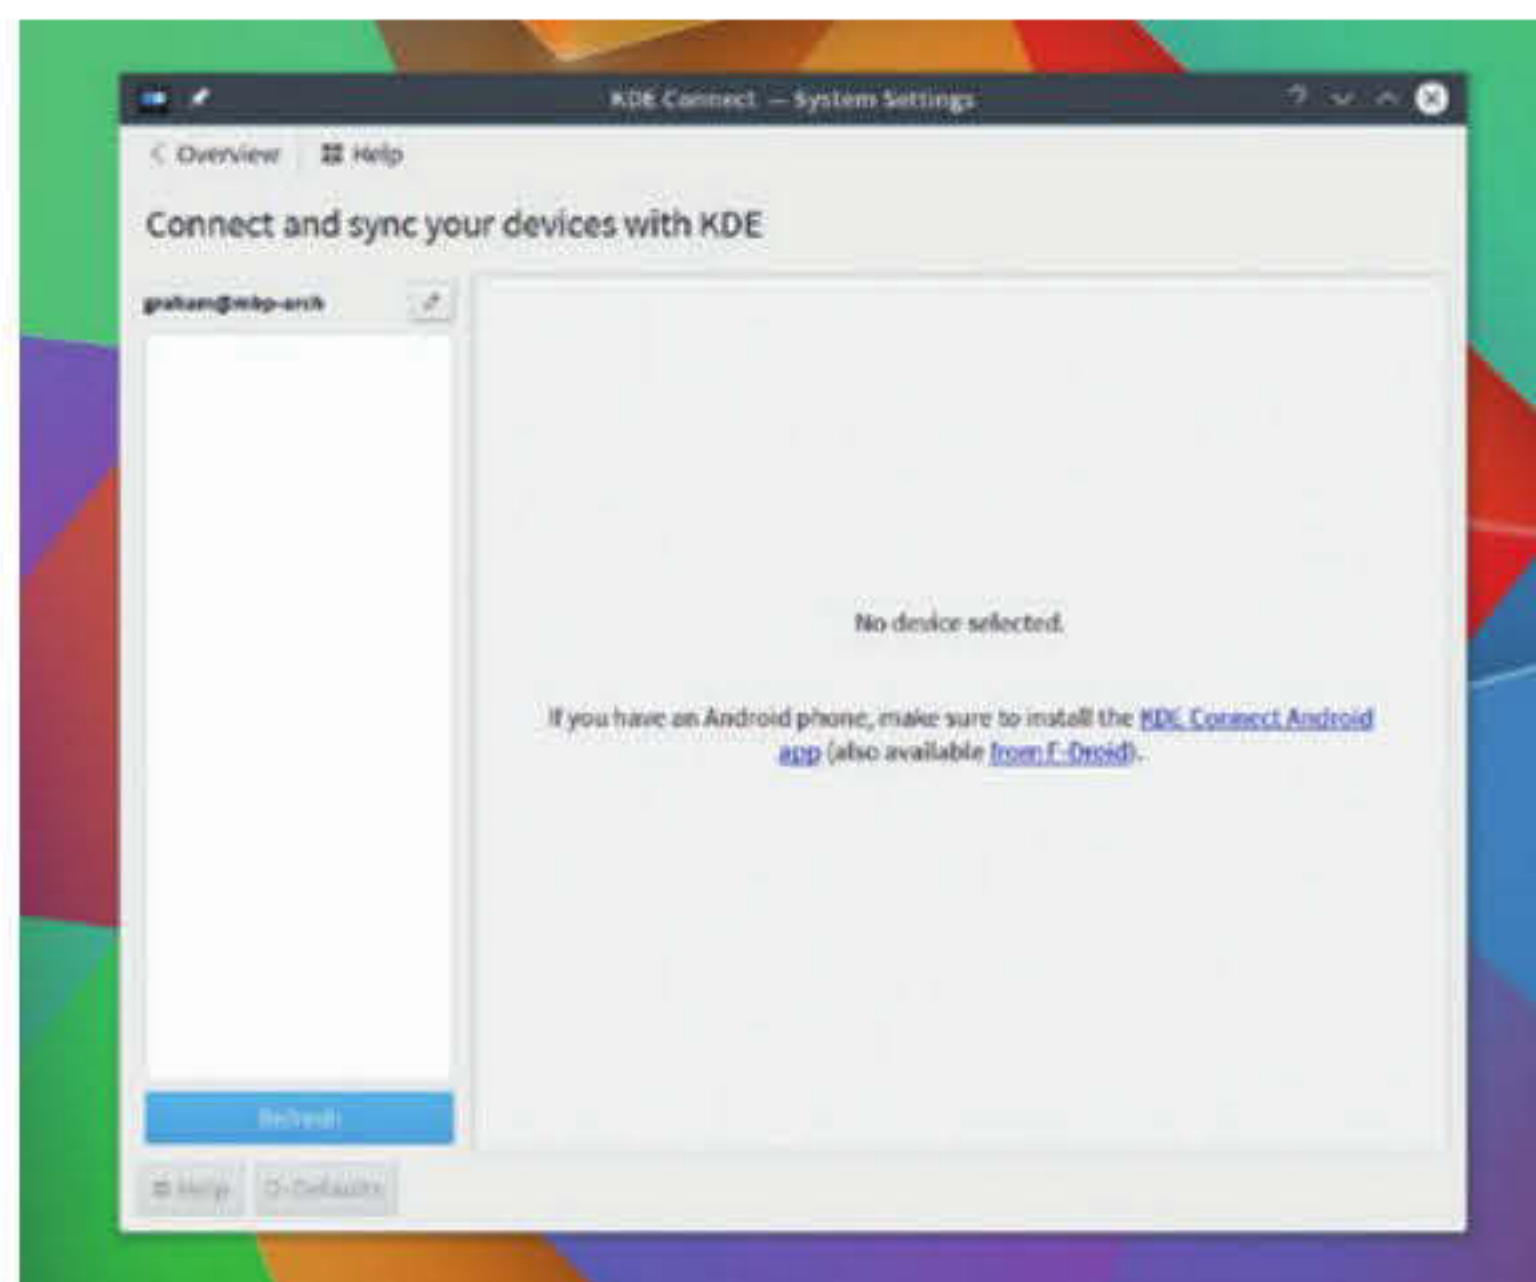 KDE Connect — System Settings
Overview
Help
Connect and sync your devices with KDE
graham@mbp-arch
No device selected.
If you have an Android phone, make sure to install the KDE Connect Android
app (also available from F-Droid).
Refresh
Help
Defaults